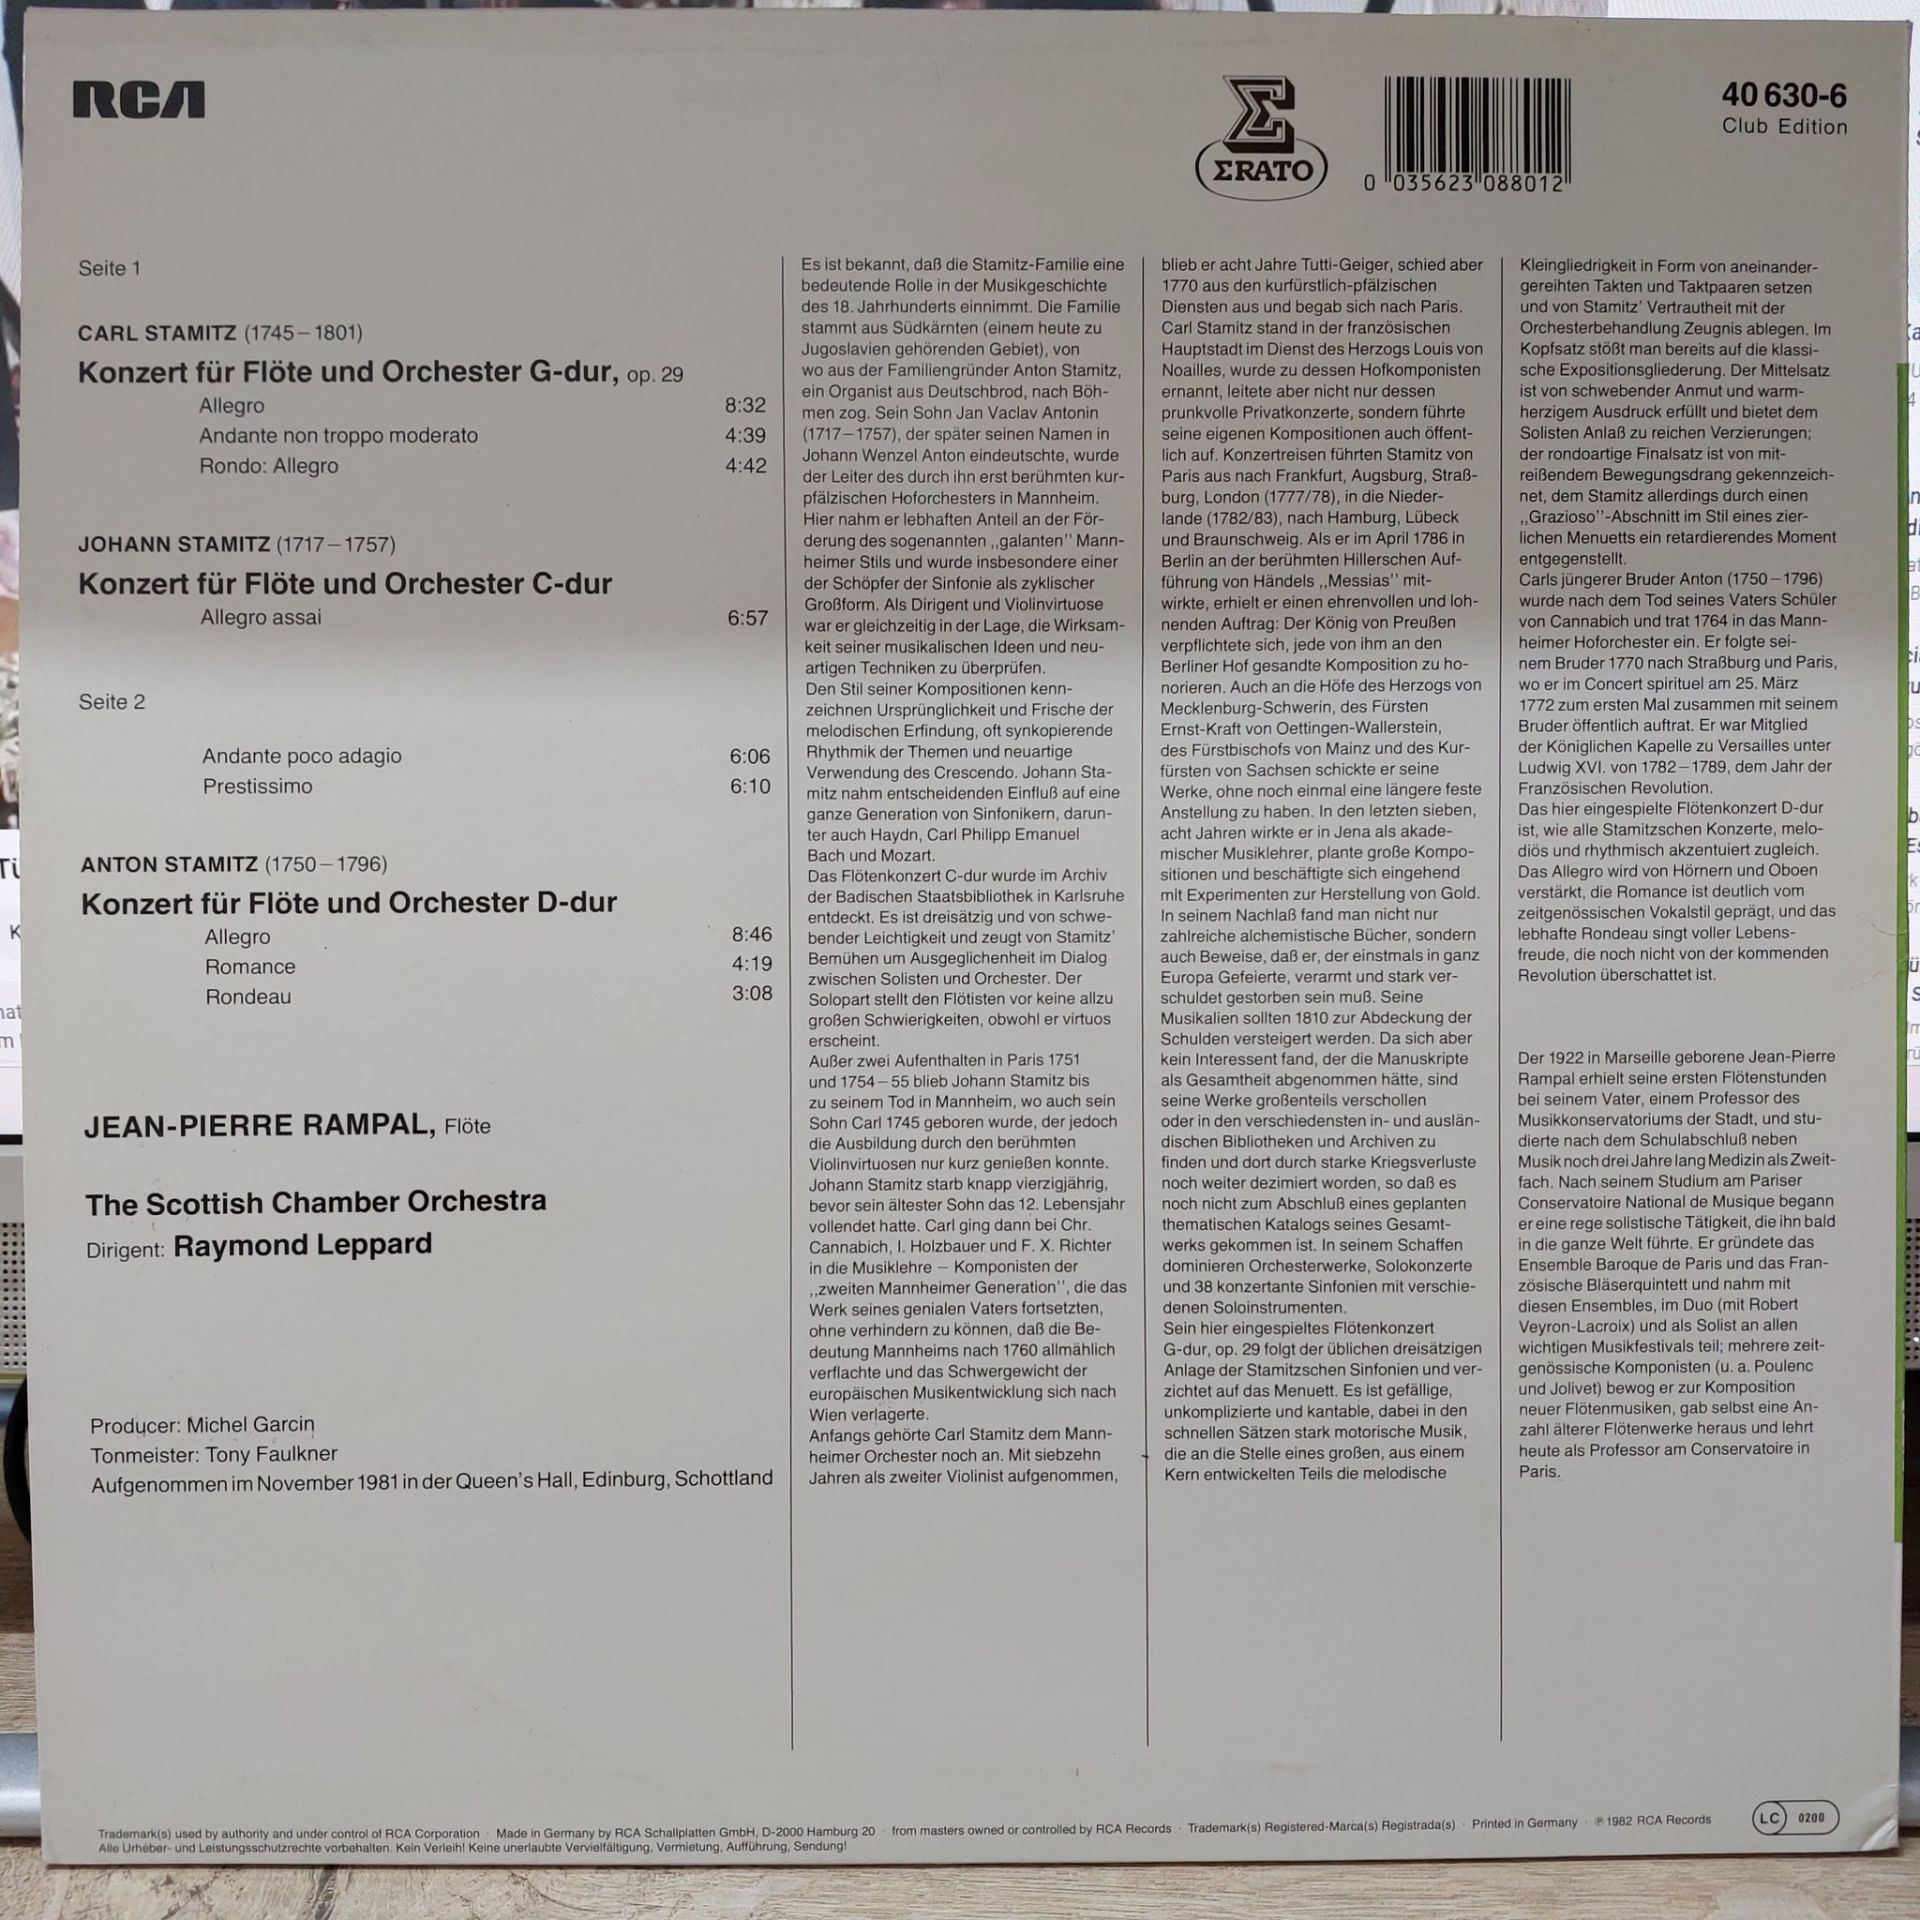 RCA
ERATO
0 035623 088012
40 630-6
Club Edition
Seite 1
CARL STAMITZ (1745–1801)
Konzert für Flöte und Orchester G-dur, op. 29
Allegro 8:32
Andante non troppo moderato 4:39
Rondo: Allegro 4:42
JOHANN STAMITZ (1717–1757)
Konzert für Flöte und Orchester C-dur
Allegro assai 6:57
Seite 2
Andante poco adagio 6:06
Prestissimo 6:10
ANTON STAMITZ (1750–1796)
Konzert für Flöte und Orchester D-dur
Allegro 8:46
Romance 4:19
Rondeau 3:08
JEAN-PIERRE RAMPAL, Flöte
The Scottish Chamber Orchestra
Dirigent: Raymond Leppard
Producer: Michel Garcin
Tonmeister: Tony Faulkner
Aufgenommen im November 1981 in der Queen's Hall, Edinburg, Schottland
Es ist bekannt, daß die Stamitz-Familie eine
bedeutende Rolle in der Musikgeschichte
des 18. Jahrhunderts einnimmt. Die Familie
stammt aus Südkärnten (einem heute zu
Jugoslavien gehörenden Gebiet), von
wo aus der Familiengründer Anton Stamitz,
ein Organist aus Deutschbrod, nach Böh-
men zog. Sein Sohn Jan Vaclav Antonin
(1717–1757), der später seinen Namen in
Johann Wenzel Anton eindeutschte, wurde
der Leiter des durch ihn erst berühmten kur-
pfälzischen Hoforchesters in Mannheim.
Hier nahm er lebhaften Anteil an der För-
derung des sogenannten ,,galanten'' Mann-
heimer Stils und wurde insbesondere einer
der Schöpfer der Sinfonie als zyklischer
Großform. Als Dirigent und Violinvirtuose
war er gleichzeitig in der Lage, die Wirksam-
keit seiner musikalischen Ideen und neu-
artigen Techniken zu überprüfen.
Den Stil seiner Kompositionen kenn-
zeichnen Ursprünglichkeit und Frische der
melodischen Erfindung, oft synkopierende
Rhythmik der Themen und neuartige
Verwendung des Crescendo. Johann Sta-
mitz nahm entscheidenden Einfluß auf eine
ganze Generation von Sinfonikern, darun-
ter auch Haydn, Carl Philipp Emanuel
Bach und Mozart.
Das Flötenkonzert C-dur wurde im Archiv
der Badischen Staatsbibliothek in Karlsruhe
entdeckt. Es ist dreisätzig und von schwe-
bender Leichtigkeit und zeugt von Stamitz'
Bemühen um Ausgeglichenheit im Dialog
zwischen Solisten und Orchester. Der
Solopart stellt den Flötisten vor keine allzu
großen Schwierigkeiten, obwohl er virtuos
erscheint.
Außer zwei Aufenthalten in Paris 1751
und 1754–55 blieb Johann Stamitz bis
zu seinem Tod in Mannheim, wo auch sein
Sohn Carl 1745 geboren wurde, der jedoch
die Ausbildung durch den berühmten
Violinvirtuosen nur kurz genießen konnte.
Johann Stamitz starb knapp vierzigjährig,
bevor sein ältester Sohn das 12. Lebensjahr
vollendet hatte. Carl ging dann bei Chr.
Cannabich, I. Holzbauer und F. X. Richter
in die Musiklehre – Komponisten der
,,zweiten Mannheimer Generation'', die das
Werk seines genialen Vaters fortsetzten,
ohne verhindern zu können, daß die Be-
deutung Mannheims nach 1760 allmählich
verflachte und das Schwergewicht der
europäischen Musikentwicklung sich nach
Wien verlagerte.
Anfangs gehörte Carl Stamitz dem Mann-
heimer Orchester noch an. Mit siebzehn
Jahren als zweiter Violinist aufgenommen,
blieb er acht Jahre Tutti-Geiger, schied aber
1770 aus den kurfürstlich-pfälzischen
Diensten aus und begab sich nach Paris.
Carl Stamitz stand in der französischen
Hauptstadt im Dienst des Herzogs Louis von
Noailles, wurde zu dessen Hofkomponisten
ernannt, leitete aber nicht nur dessen
prunkvolle Privatkonzerte, sondern führte
seine eigenen Kompositionen auch öffent-
lich auf. Konzertreisen führten Stamitz von
Paris aus nach Frankfurt, Augsburg, Straß-
burg, London (1777/78), in die Nieder-
lande (1782/83), nach Hamburg, Lübeck
und Braunschweig. Als er im April 1786 in
Berlin an der berühmten Hillerschen Auf-
führung von Händels ,,Messias'' mit-
wirkte, erhielt er einen ehrenvollen und loh-
nenden Auftrag: Der König von Preußen
verpflichtete sich, jede von ihm an den
Berliner Hof gesandte Komposition zu ho-
norieren. Auch an die Höfe des Herzogs von
Mecklenburg-Schwerin, des Fürsten
Ernst-Kraft von Oettingen-Wallerstein,
des Fürstbischofs von Mainz und des Kur-
fürsten von Sachsen schickte er seine
Werke, ohne noch einmal eine längere feste
Anstellung zu haben. In den letzten sieben,
acht Jahren wirkte er in Jena als akade-
mischer Musiklehrer, plante große Kompo-
sitionen und beschäftigte sich eingehend
mit Experimenten zur Herstellung von Gold.
In seinem Nachlaß fand man nicht nur
zahlreiche alchemistische Bücher, sondern
auch Beweise, daß er, der einstmals in ganz
Europa Gefeierte, verarmt und stark ver-
schuldet gestorben sein muß. Seine
Musikalien sollten 1810 zur Abdeckung der
Schulden versteigert werden. Da sich aber
kein Interessent fand, der die Manuskripte
als Gesamtheit abgenommen hätte, sind
seine Werke großenteils verschollen
oder in den verschiedensten in- und auslän-
dischen Bibliotheken und Archiven zu
finden und dort durch starke Kriegsverluste
noch weiter dezimiert worden, so daß es
noch nicht zum Abschluß eines geplanten
thematischen Katalogs seines Gesamt-
werks gekommen ist. In seinem Schaffen
dominieren Orchesterwerke, Solokonzerte
und 38 konzertante Sinfonien mit verschie-
denen Soloinstrumenten.
Sein hier eingespieltes Flötenkonzert
G-dur, op. 29 folgt der üblichen dreisätzigen
Anlage der Stamitzschen Sinfonien und ver-
zichtet auf das Menuett. Es ist gefällige,
unkomplizierte und kantable, dabei in den
schnellen Sätzen stark motorische Musik,
die an die Stelle eines großen, aus einem
Kern entwickelten Teils die melodische
Kleingliedrigkeit in Form von aneinander-
gereihten Takten und Taktpaaren setzen
und von Stamitz' Vertrautheit mit der
Orchesterbehandlung Zeugnis ablegen. Im
Kopfsatz stößt man bereits auf die klassi-
sche Expositionsgliederung. Der Mittelsatz
ist von schwebender Anmut und warm-
herzigem Ausdruck erfüllt und bietet dem
Solisten Anlaß zu reichen Verzierungen;
der rondoartige Finalsatz ist von mit-
reißendem Bewegungsdrang gekennzeich-
net, dem Stamitz allerdings durch einen
,,Grazioso''-Abschnitt im Stil eines zier-
lichen Menuetts ein retardierendes Moment
entgegenstellt.
Carls jüngerer Bruder Anton (1750–1796)
wurde nach dem Tod seines Vaters Schüler
von Cannabich und trat 1764 in das Mann-
heimer Hoforchester ein. Er folgte sei-
nem Bruder 1770 nach Straßburg und Paris,
wo er im Concert spirituel am 25. März
1772 zum ersten Mal zusammen mit seinem
Bruder öffentlich auftrat. Er war Mitglied
der Königlichen Kapelle zu Versailles unter
Ludwig XVI. von 1782–1789, dem Jahr der
Französischen Revolution.
Das hier eingespielte Flötenkonzert D-dur
ist, wie alle Stamitzschen Konzerte, melo-
diös und rhythmisch akzentuiert zugleich.
Das Allegro wird von Hörnern und Oboen
verstärkt, die Romance ist deutlich vom
zeitgenössischen Vokalstil geprägt, und das
lebhafte Rondeau singt voller Lebens-
freude, die noch nicht von der kommenden
Revolution überschattet ist.
Der 1922 in Marseille geborene Jean-Pierre
Rampal erhielt seine ersten Flötenstunden
bei seinem Vater, einem Professor des
Musikkonservatoriums der Stadt, und stu-
dierte nach dem Schulabschluß neben
Musik noch drei Jahre lang Medizin als Zweit-
fach. Nach seinem Studium am Pariser
Conservatoire National de Musique begann
er eine rege solistische Tätigkeit, die ihn bald
in die ganze Welt führte. Er gründete das
Ensemble Baroque de Paris und das Fran-
zösische Bläserquintett und nahm mit
diesen Ensembles, im Duo (mit Robert
Veyron-Lacroix) und als Solist an allen
wichtigen Musikfestivals teil; mehrere zeit-
genössische Komponisten (u. a. Poulenc
und Jolivet) bewog er zur Komposition
neuer Flötenmusiken, gab selbst eine An-
zahl älterer Flötenwerke heraus und lehrt
heute als Professor am Conservatoire in
Paris.
Trademark(s) used by authority and under control of RCA Corporation · Made in Germany by RCA Schallplatten GmbH, D-2000 Hamburg 20 · from masters owned or controlled by RCA Records · Trademark(s) Registered-Marca(s) Registrada(s) · Printed in Germany · ℗ 1982 RCA Records
Alle Urheber- und Leistungsschutzrechte vorbehalten. Kein Verleih! Keine unerlaubte Vervielfältigung, Vermietung, Aufführung, Sendung!
LC 0200